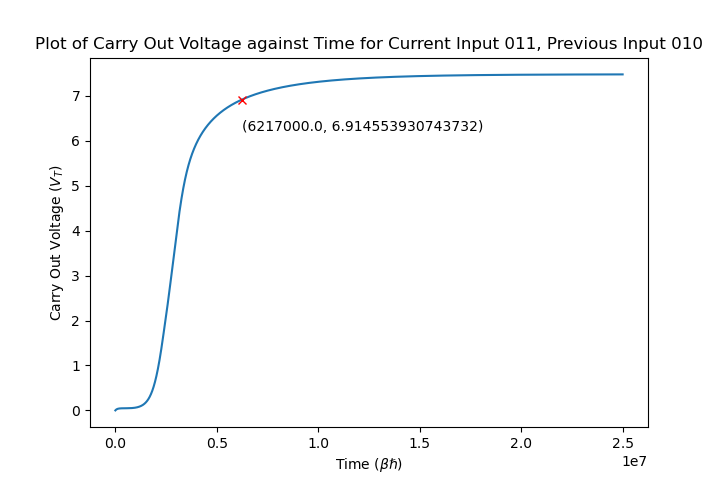 Plot of Carry Out Voltage against Time for Current Input 011, Previous Input 010
Carry Out Voltage (V_T)
7
6
5
4
3
2
1
0
(6217000.0, 6.914553930743732)
0.0 0.5 1.0 1.5 2.0 2.5
1e7
Time (βħ)